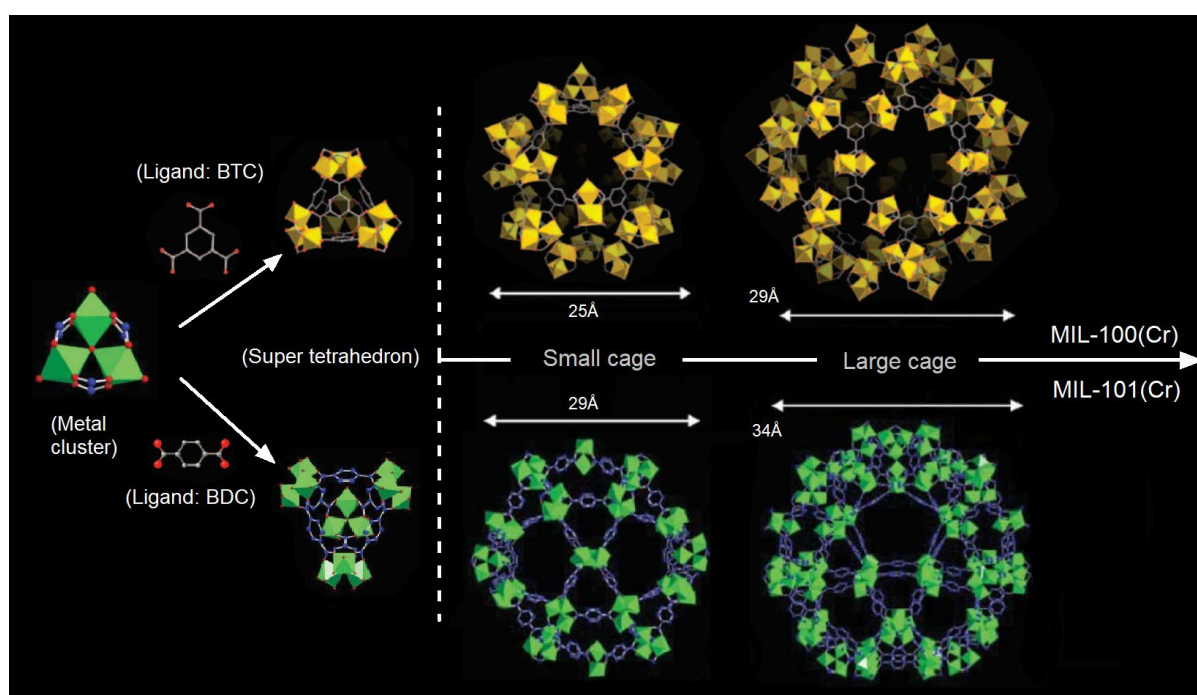 (Ligand: BTC)
25Å
29Å
(Super tetrahedron)
Small cage
Large cage
MIL-100(Cr)
MIL-101(Cr)
(Metal
cluster)
29Å
34Å
(Ligand: BDC)